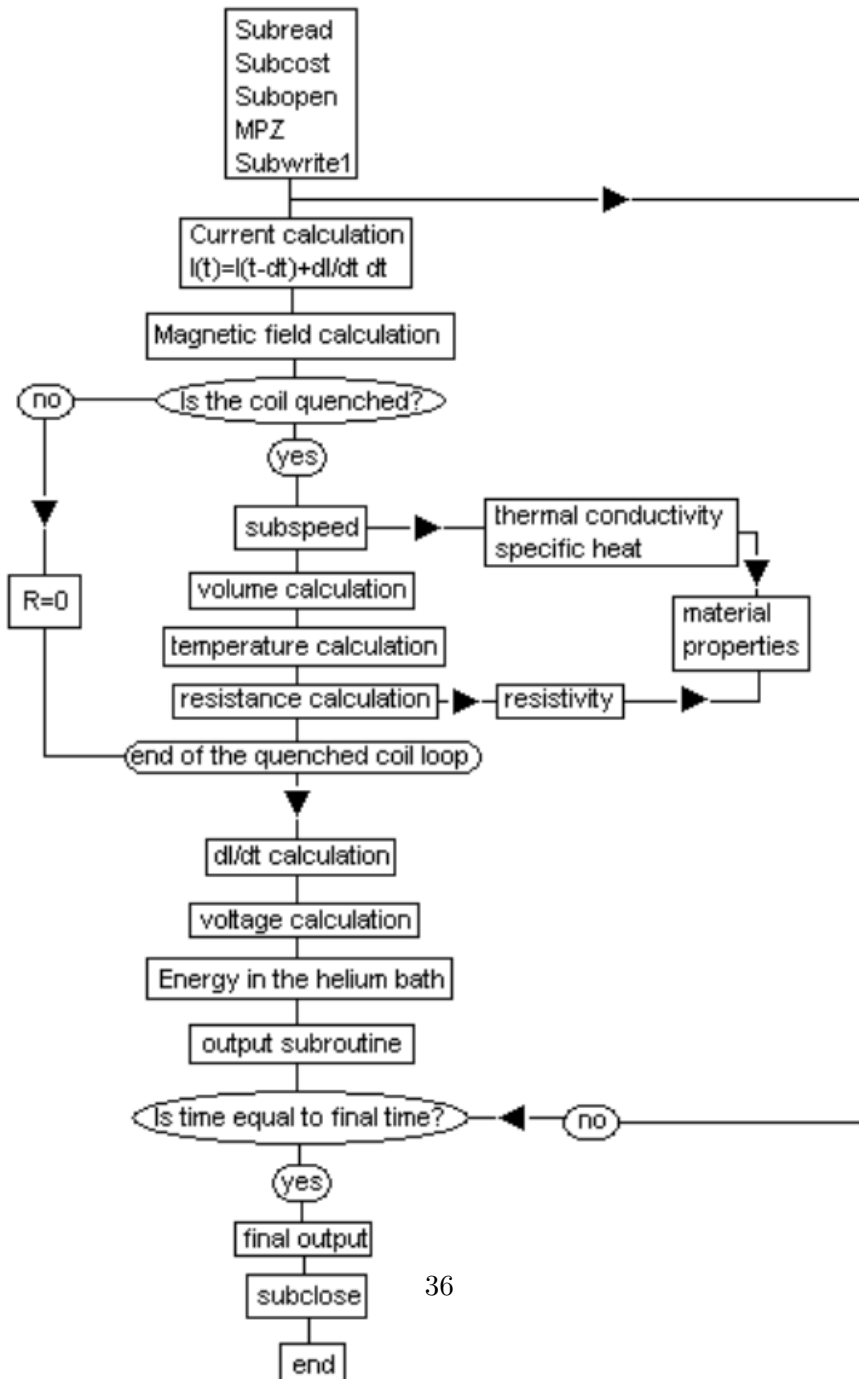 Subread
Subcost
Subopen
MPZ
Subwrite1
Current calculation
I(t)=I(t-dt)+dI/dt dt
Magnetic field calculation
no
Is the coil quenched?
yes
subspeed
thermal conductivity
specific heat
R=0
volume calculation
material
properties
temperature calculation
resistance calculation
resistivity
end of the quenched coil loop
dI/dt calculation
voltage calculation
Energy in the helium bath
output subroutine
Is time equal to final time?
no
yes
final output
subclose
36
end